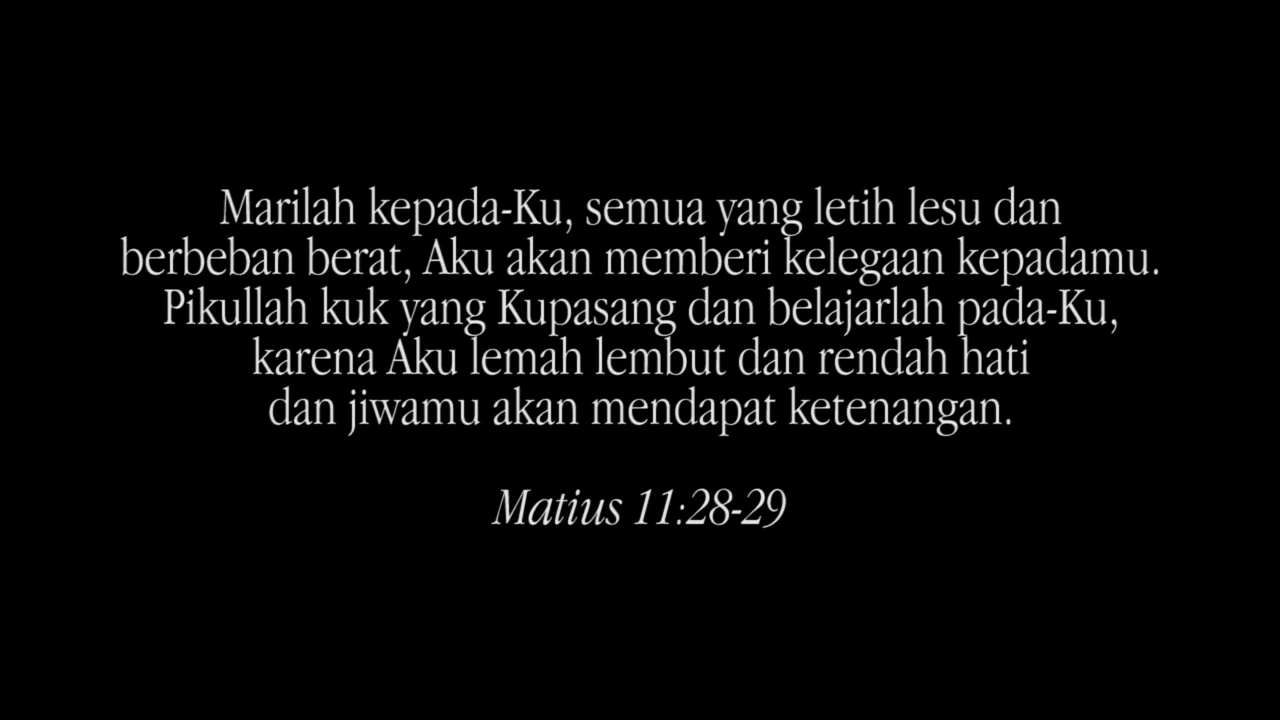 Marilah kepada-Ku, semua yang letih lesu dan
berbeban berat, Aku akan memberi kelegaan kepadamu.
Pikullah kuk yang Kupasang dan belajarlah pada-Ku,
karena Aku lemah lembut dan rendah hati
dan jiwamu akan mendapat ketenangan.
Matius 11:28-29